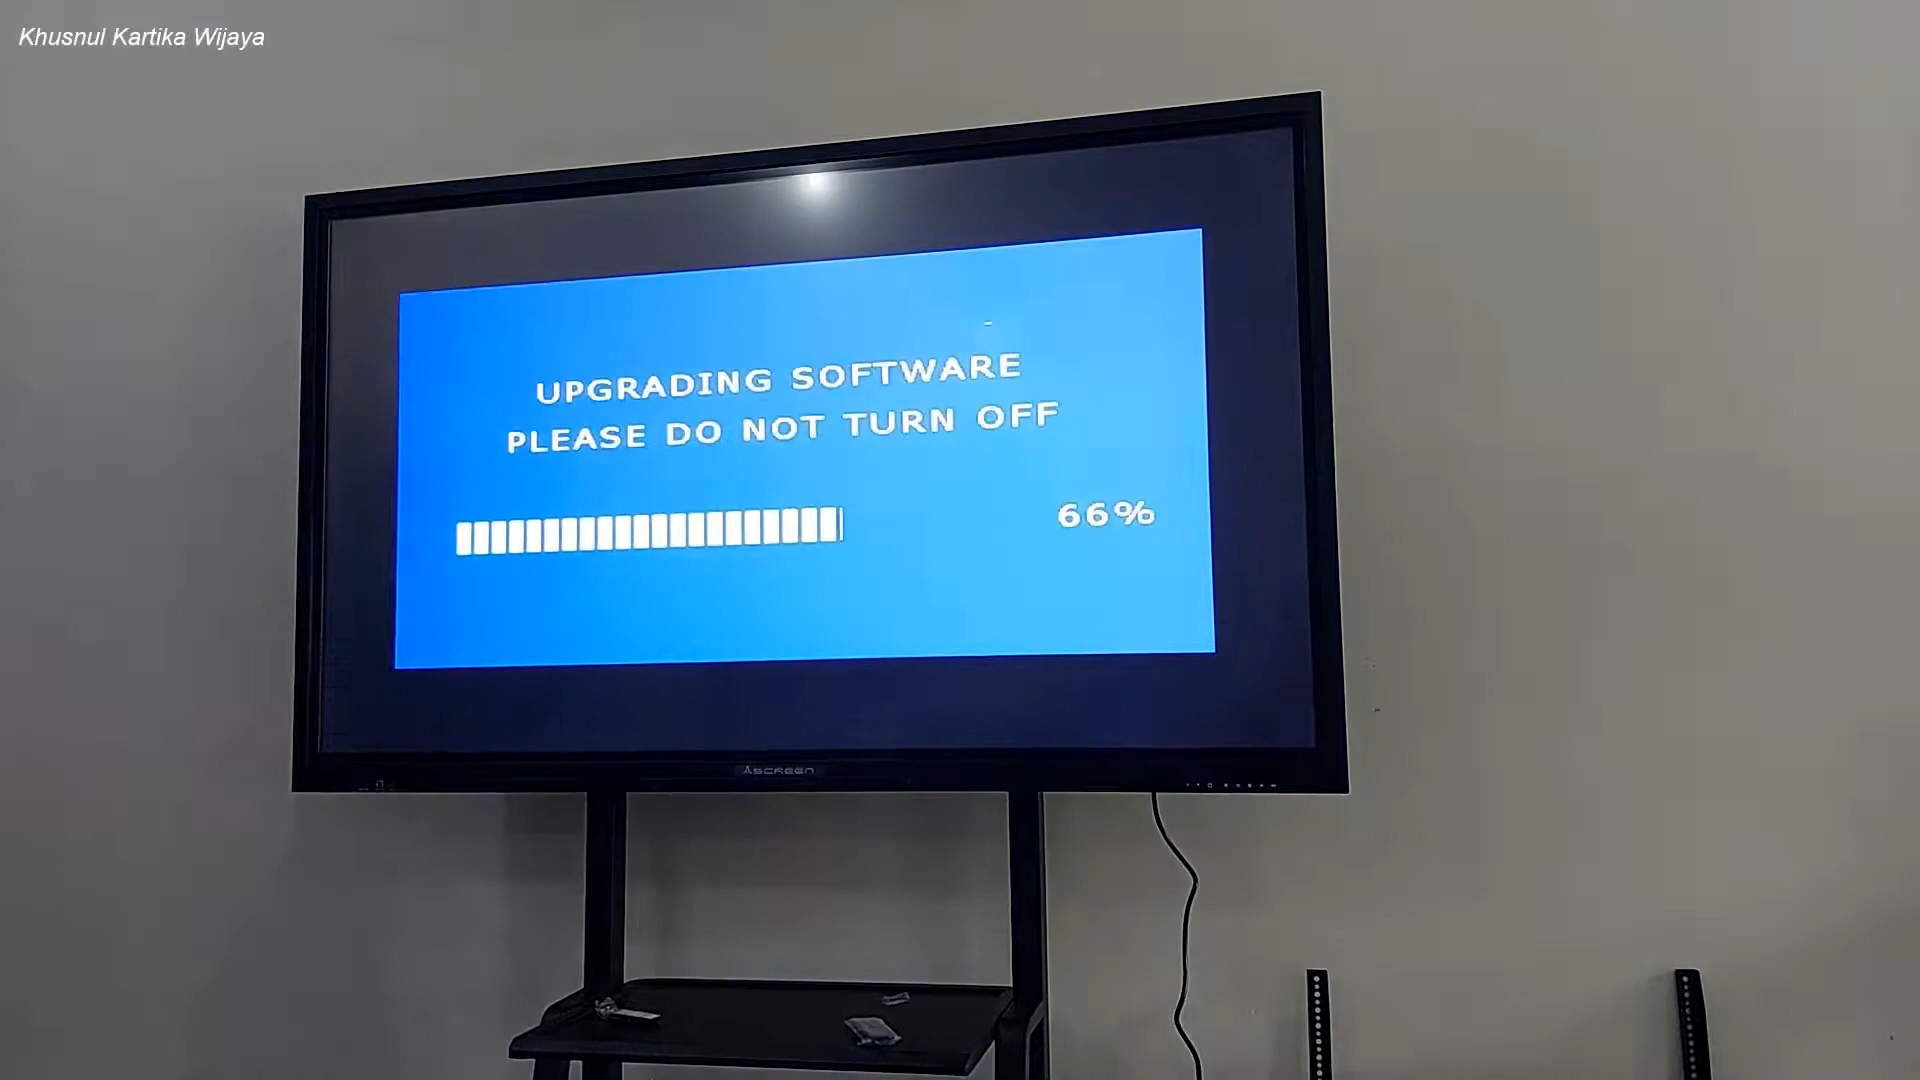 Khusnul Kartika Wijaya
UPGRADING SOFTWARE
PLEASE DO NOT TURN OFF
66%
ASCREEN